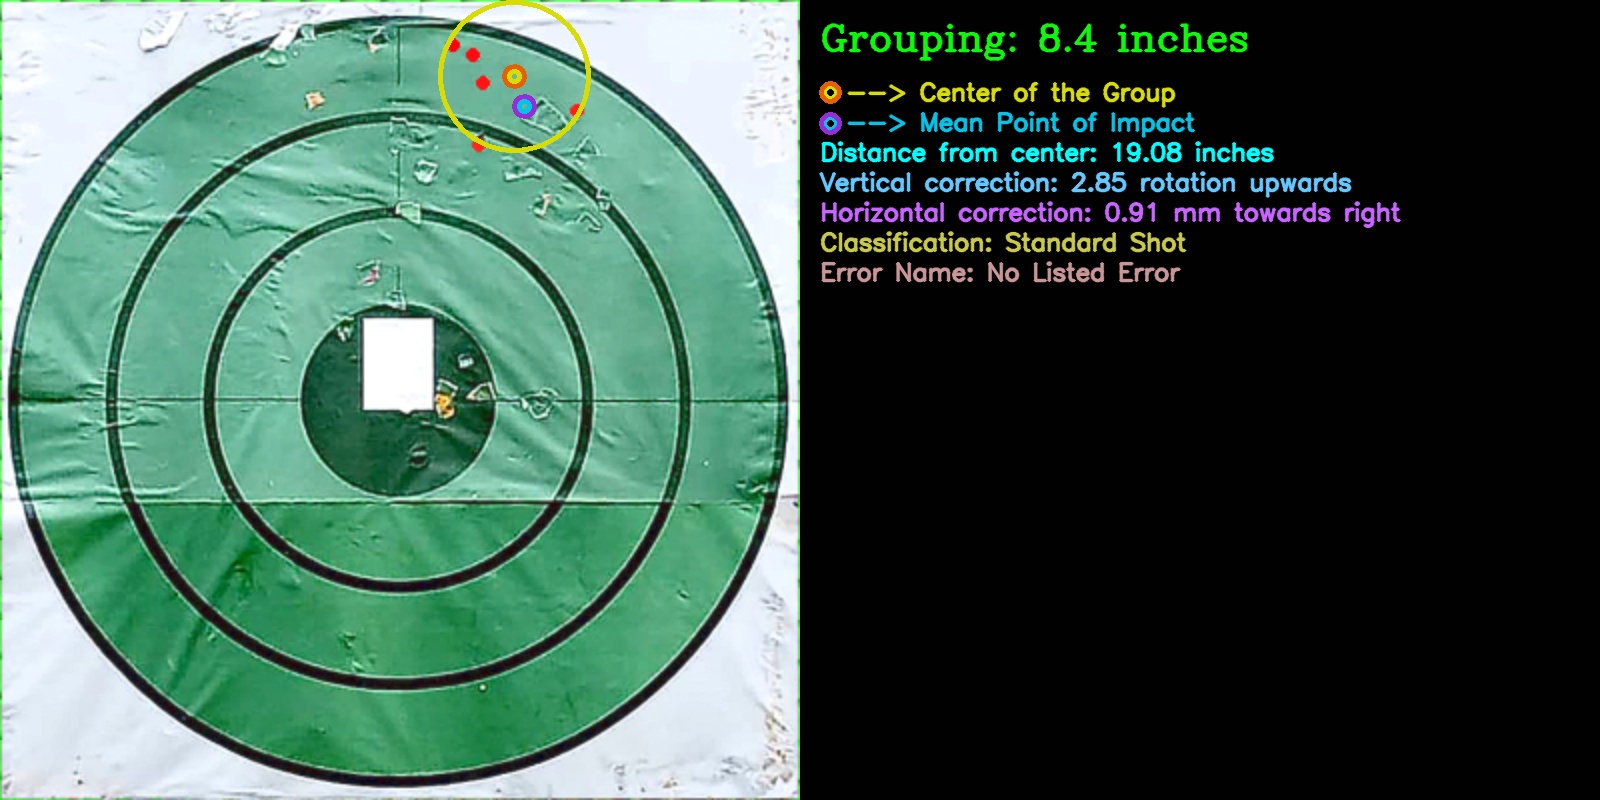 Grouping: 8.4 inches
--> Center of the Group
--> Mean Point of Impact
Distance from center: 19.08 inches
Vertical correction: 2.85 rotation upwards
Horizontal correction: 0.91 mm towards right
Classification: Standard Shot
Error Name: No Listed Error